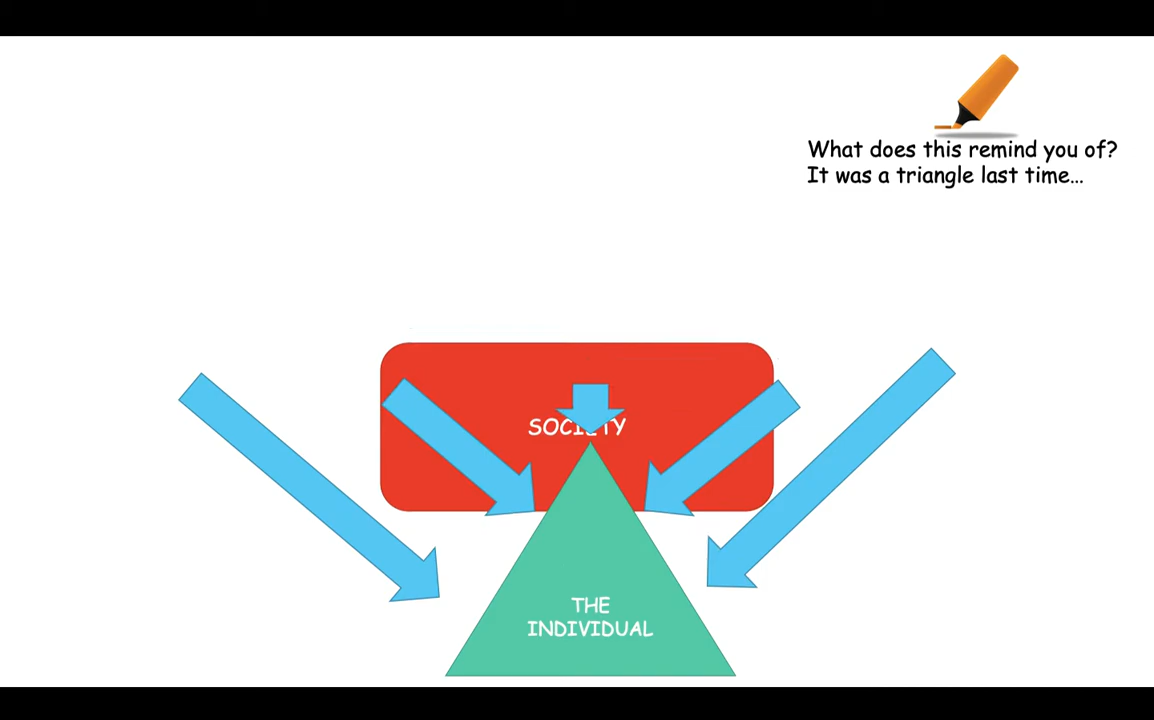 What does this remind you of?
It was a triangle last time...
SOCIETY
THE
INDIVIDUAL